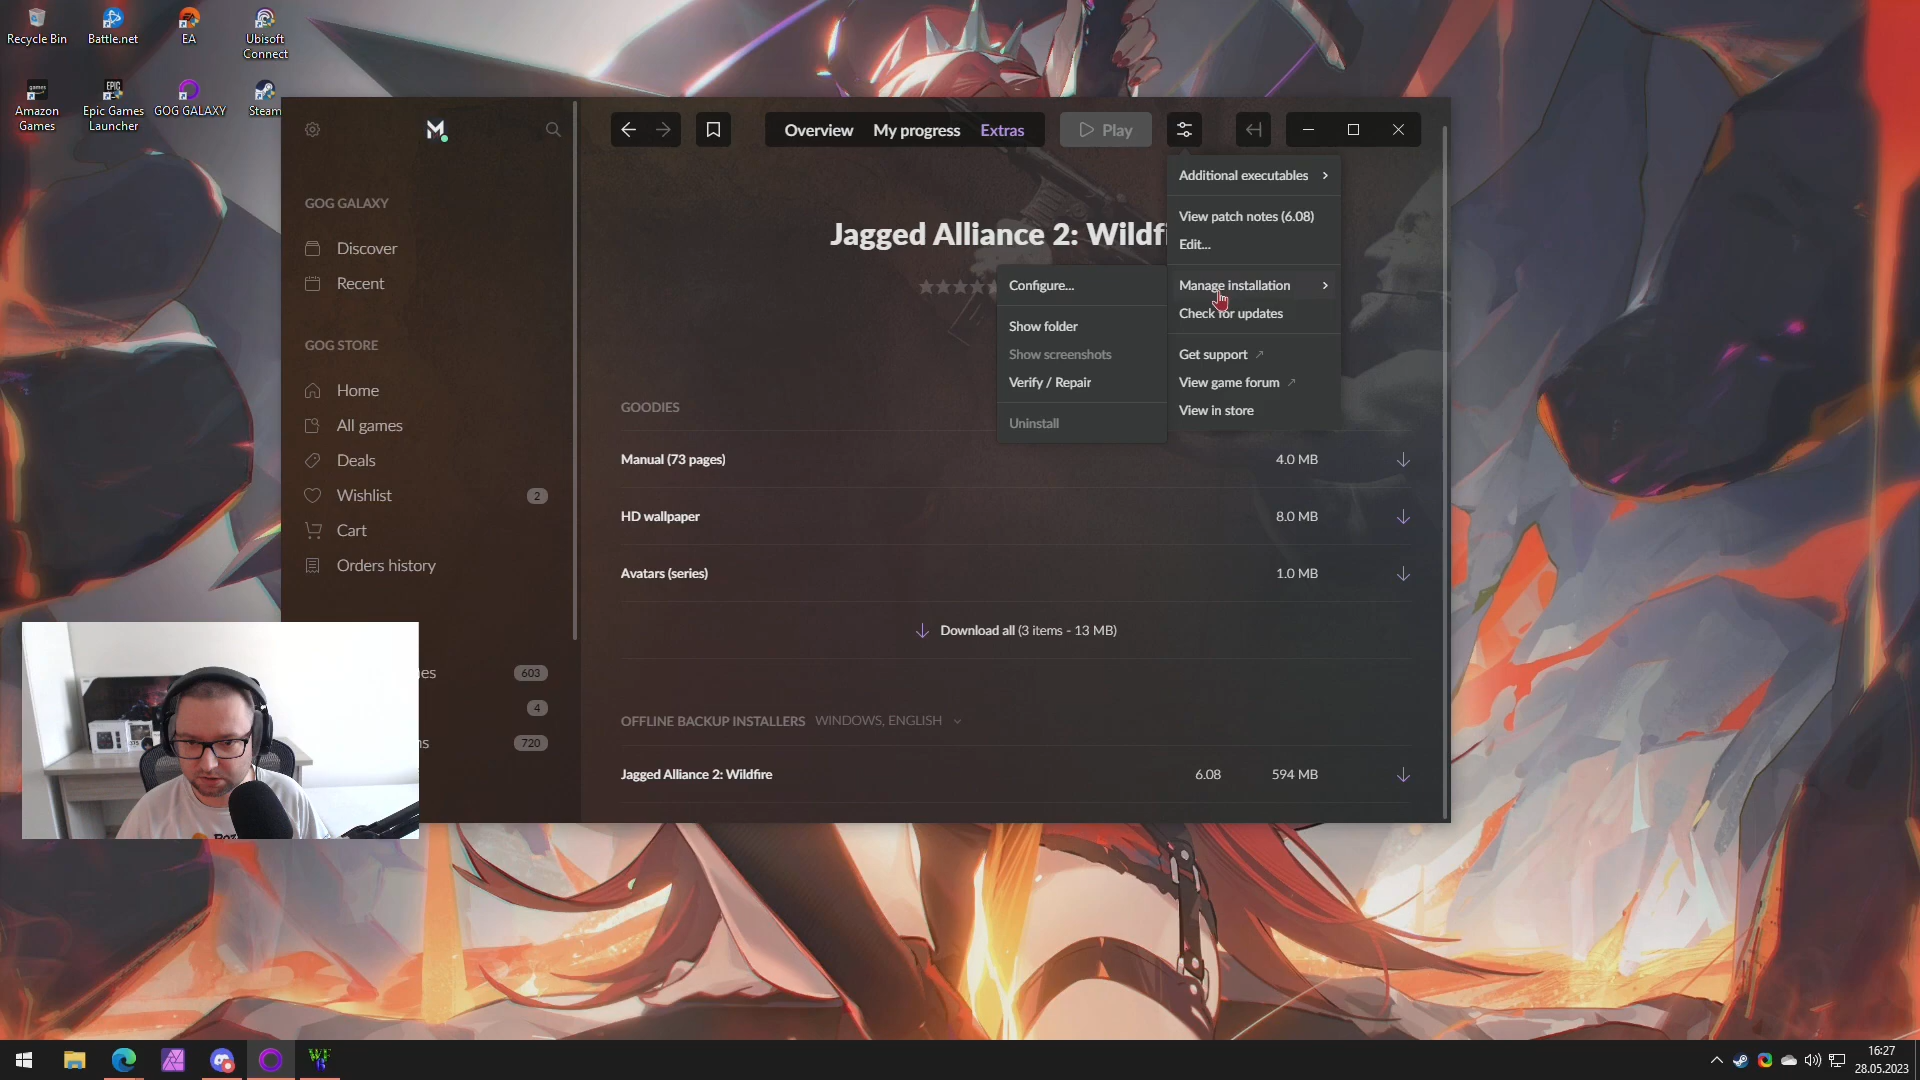 Recycle Bin
Battle.net
EA
Ubisoft
Connect
Amazon
Games
Epic Games
Launcher
GOG GALAXY
Steam
Overview
My progress
Extras
Play
GOG GALAXY
Discover
Recent
GOG STORE
Home
All games
Deals
Wishlist
2
Cart
Orders history
es
603
4
ns
720
Jagged Alliance 2: Wildfi
Additional executables
View patch notes (6.08)
Edit...
Manage installation
Check for updates
Get support
View game forum
View in store
Configure...
Show folder
Show screenshots
Verify / Repair
Uninstall
GOODIES
Manual (73 pages)
4.0 MB
HD wallpaper
8.0 MB
Avatars (series)
1.0 MB
Download all (3 items - 13 MB)
OFFLINE BACKUP INSTALLERS WINDOWS, ENGLISH
Jagged Alliance 2: Wildfire
6.08
594 MB
16:27
28.05.2023